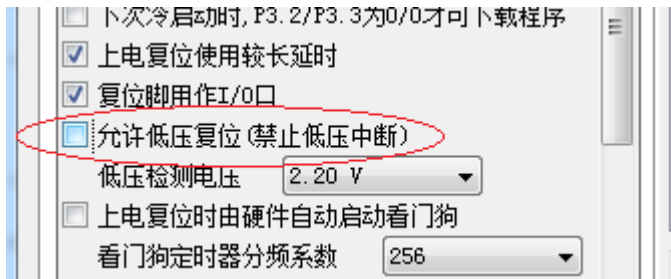 下次冷启动时,P3.2/P3.3为0/0才可下载程序
上电复位使用较长延时
复位脚用作I/O口
允许低压复位(禁止低压中断)
低压检测电压 2.20 V
上电复位时由硬件自动启动看门狗
看门狗定时器分频系数 256